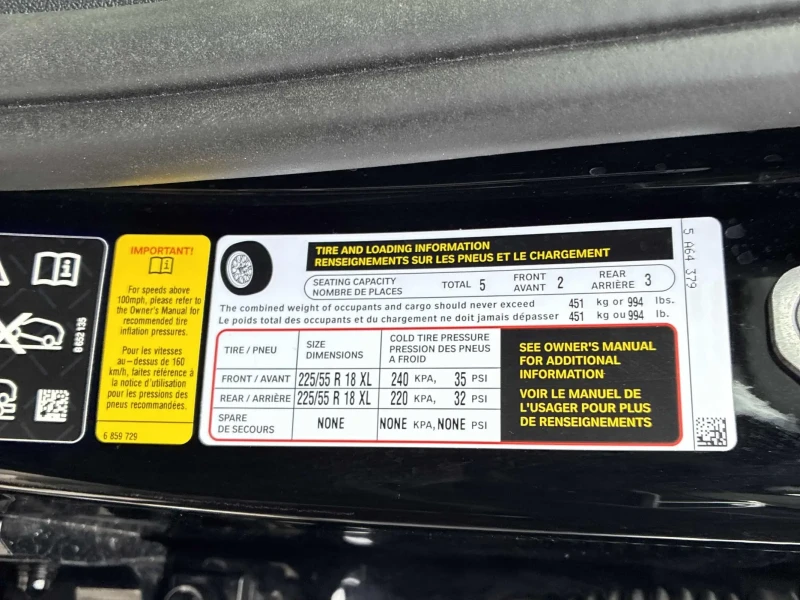 IMPORTANT!
For speeds above
100mph, please refer to
the Owner's Manual for
recommended tire
inflation pressures.
Pour les vitesses
au-dessus de 160
km/h, faites référence à
la notice d'utilisation
pour les pressions des
pneus recommandées.
6 859 729
8 652 135
TIRE AND LOADING INFORMATION
RENSEIGNEMENTS SUR LES PNEUS ET LE CHARGEMENT
SEATING CAPACITY
NOMBRE DE PLACES
TOTAL 5
FRONT
AVANT 2
REAR
ARRIÈRE 3
The combined weight of occupants and cargo should never exceed 451 kg or 994 lbs.
Le poids total des occupants et du chargement ne doit jamais dépasser 451 kg ou 994 lb.
TIRE / PNEU
SIZE
DIMENSIONS
COLD TIRE PRESSURE
PRESSION DES PNEUS
A FROID
FRONT / AVANT 225/55 R 18 XL 240 KPA, 35 PSI
REAR / ARRIÈRE 225/55 R 18 XL 220 KPA, 32 PSI
SPARE
DE SECOURS
NONE NONE KPA, NONE PSI
SEE OWNER'S MANUAL
FOR ADDITIONAL
INFORMATION
VOIR LE MANUEL DE
L'USAGER POUR PLUS
DE RENSEIGNEMENTS
5 A64 379